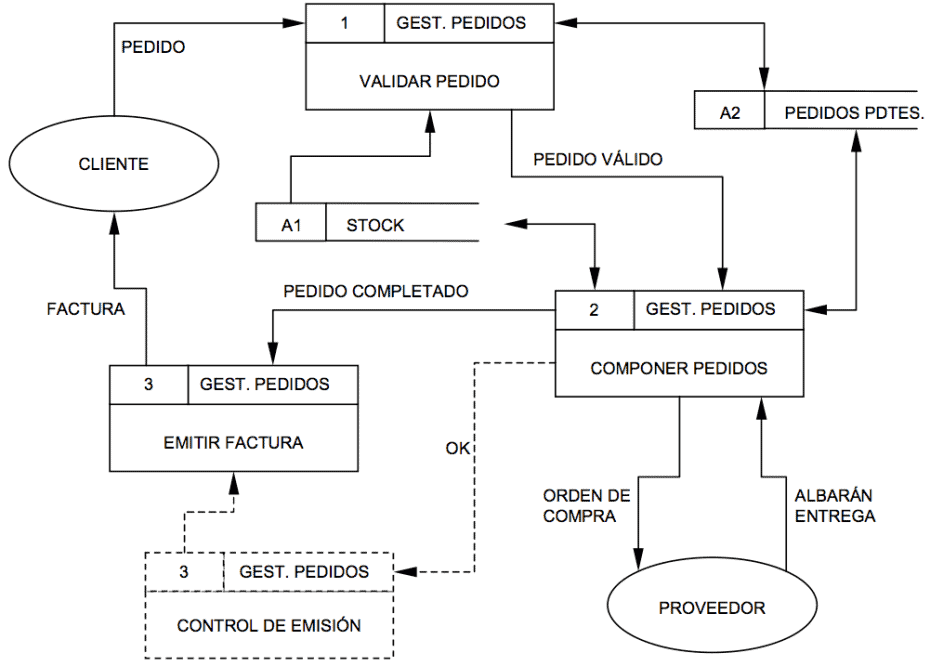 1 GEST. PEDIDOS
PEDIDO
VALIDAR PEDIDO
A2 PEDIDOS PDTES.
CLIENTE
PEDIDO VÁLIDO
A1 STOCK
PEDIDO COMPLETADO
FACTURA
2 GEST. PEDIDOS
COMPONER PEDIDOS
3 GEST. PEDIDOS
EMITIR FACTURA
OK
ORDEN DE
COMPRA
ALBARÁN
ENTREGA
3 GEST. PEDIDOS
CONTROL DE EMISIÓN
PROVEEDOR